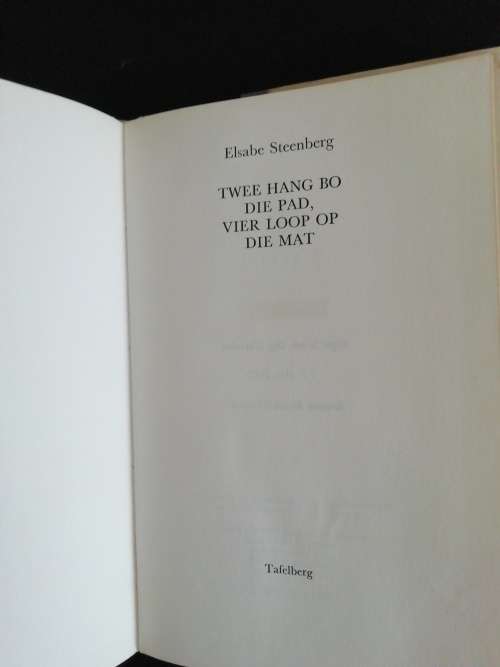 Elsabe Steenberg
TWEE HANG BO
DIE PAD,
VIER LOOP OP
DIE MAT
Tafelberg